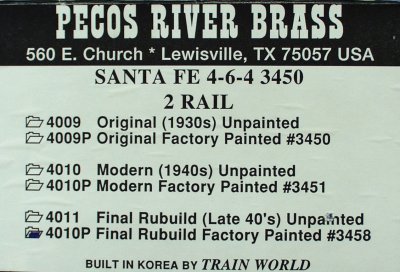 PECOS RIVER BRASS
560 E. Church * Lewisville, TX 75057 USA
SANTA FE 4-6-4 3450
2 RAIL
4009 Original (1930s) Unpainted
4009P Original Factory Painted #3450
4010 Modern (1940s) Unpainted
4010P Modern Factory Painted #3451
4011 Final Rubuild (Late 40's) Unpainted
4010P Final Rubuild Factory Painted #3458
BUILT IN KOREA BY TRAIN WORLD